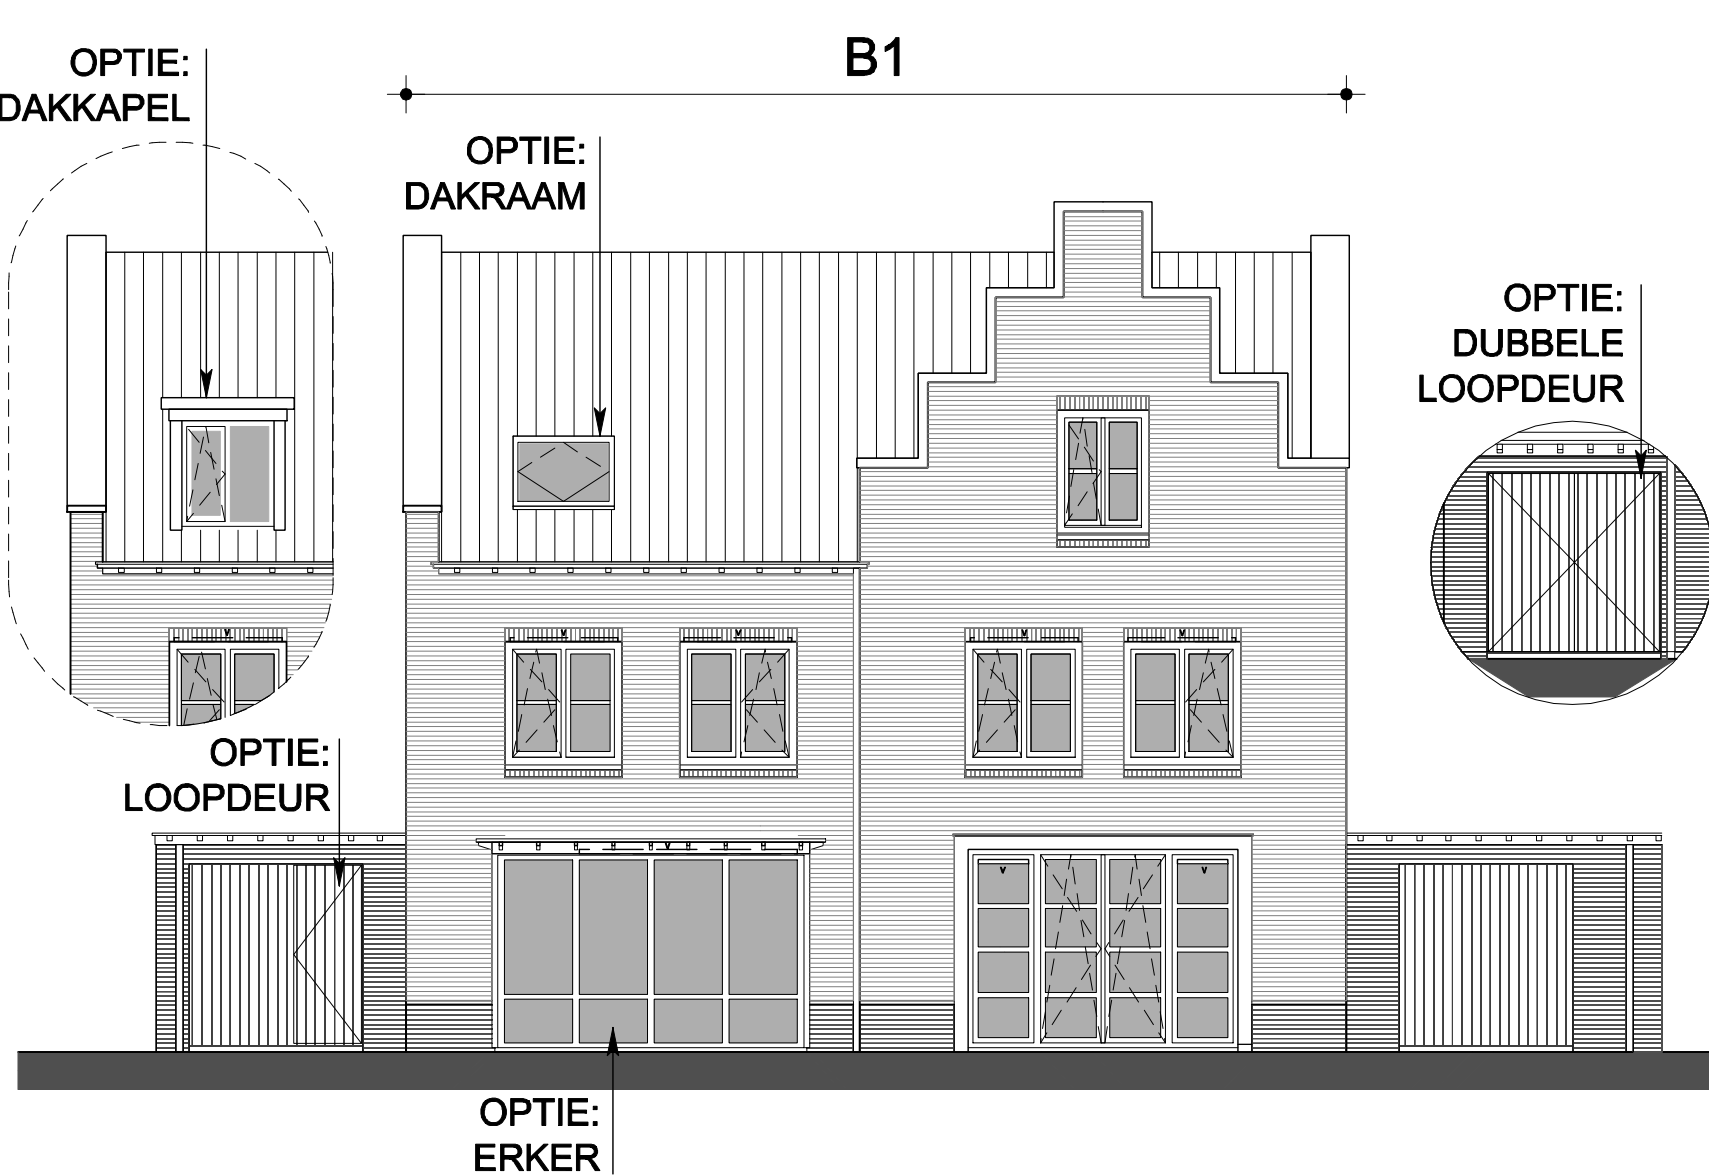 OPTIE:
DAKKAPEL
B1
OPTIE:
DAKRAAM
OPTIE:
DUBBELE
LOOPDEUR
OPTIE:
LOOPDEUR
OPTIE:
ERKER